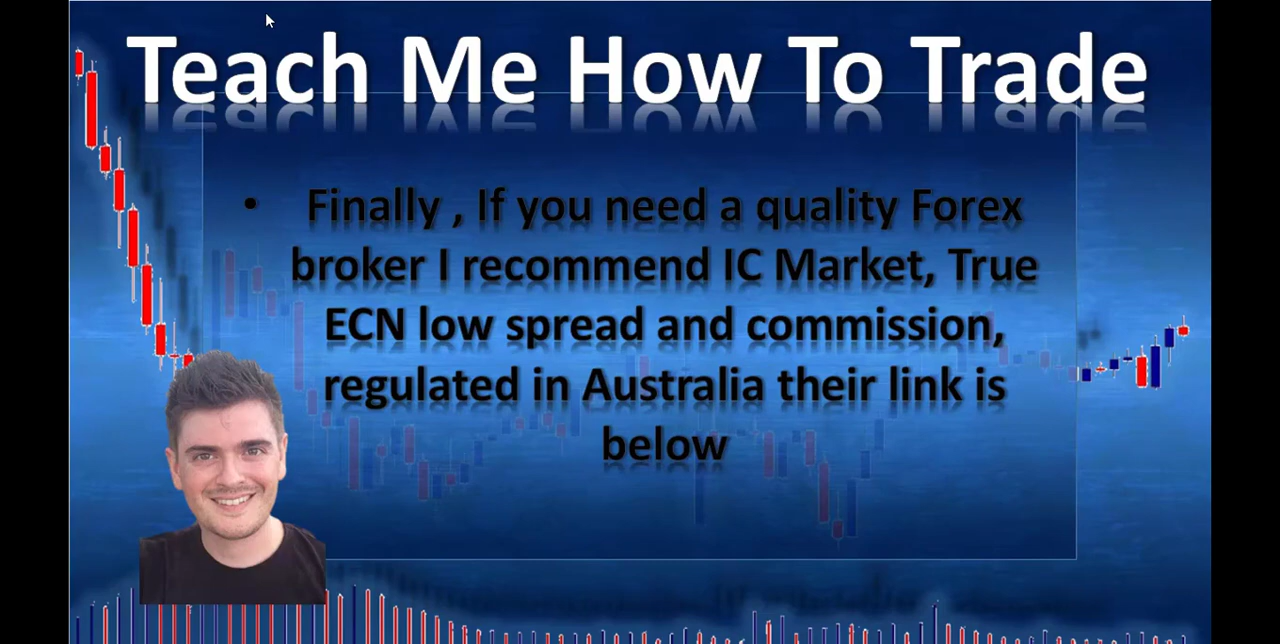 Teach Me How To Trade
• Finally , If you need a quality Forex
broker I recommend IC Market, True
ECN low spread and commission,
regulated in Australia their link is
below